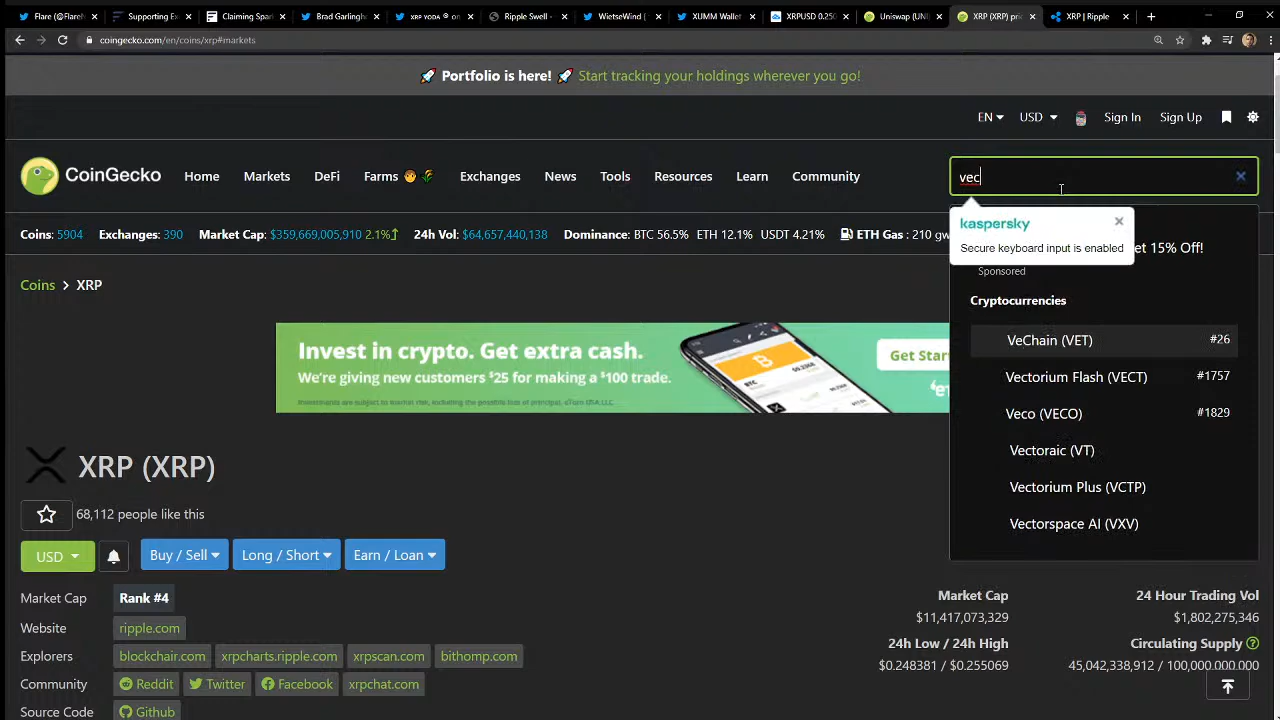 Flare (@FlareN
Supporting Ex
Claiming Spar
Brad Garlingh
XRP YODA
Ripple Swell -
WietseWind (
XUMM Wallet
XRPUSD 0.250
Uniswap (UNI
XRP (XRP) pri
XRP | Ripple
coingecko.com/en/coins/xrp#markets
🚀 Portfolio is here! 🚀 Start tracking your holdings wherever you go!
EN USD Sign In Sign Up
CoinGecko Home Markets DeFi Farms Exchanges News Tools Resources Learn Community
vec
kaspersky
Secure keyboard input is enabled
Coins: 5904 Exchanges: 390 Market Cap: $359,669,005,910 2.1% 24h Vol: $64,657,440,138 Dominance: BTC 56.5% ETH 12.1% USDT 4.21% ETH Gas : 210 gw
et 15% Off!
Sponsored
Cryptocurrencies
VeChain (VET) #26
Vectorium Flash (VECT) #1757
Veco (VECO) #1829
Vectoraic (VT)
Vectorium Plus (VCTP)
Vectorspace AI (VXV)
Coins > XRP
Invest in crypto. Get extra cash.
We're giving new customers $25 for making a $100 trade.
Get Star
XRP (XRP)
68,112 people like this
USD Buy / Sell Long / Short Earn / Loan
Market Cap Rank #4
Website ripple.com
Explorers blockchair.com xrpcharts.ripple.com xrpscan.com bithomp.com
Community Reddit Twitter Facebook xrpchat.com
Source Code Github
Market Cap
$11,417,073,329
24 Hour Trading Vol
$1,802,275,346
24h Low / 24h High
$0.248381 / $0.255069
Circulating Supply
45,042,338,912 / 100,000,000,000